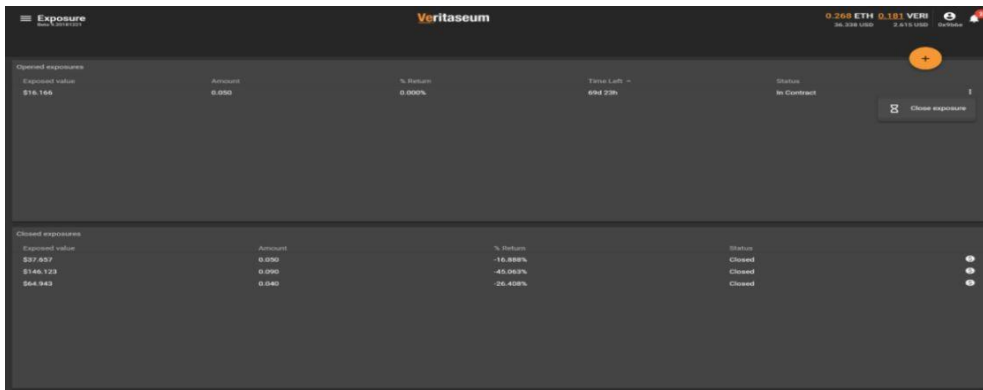 Exposure
Veritaseum
0.268 ETH 0.181 VERI
36.338 USD 2.615 USD
Opened exposures
Exposed value Amount % Return Time Left Status
$16.166 0.050 0.000% 69d 23h In Contract
Close exposure
Closed exposures
Exposed value Amount % Return Status
$37.657 0.050 -16.888% Closed
$146.123 0.090 -45.063% Closed
$64.943 0.040 -26.408% Closed